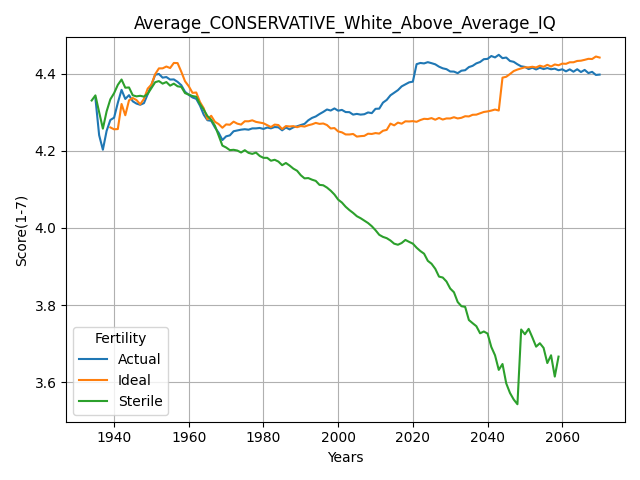 Average_CONSERVATIVE_White_Above_Average_IQ
Score(1-7)
4.4
4.2
4.0
3.8
3.6
Fertility
Actual
Ideal
Sterile
1940
1960
1980
2000
2020
2040
2060
Years